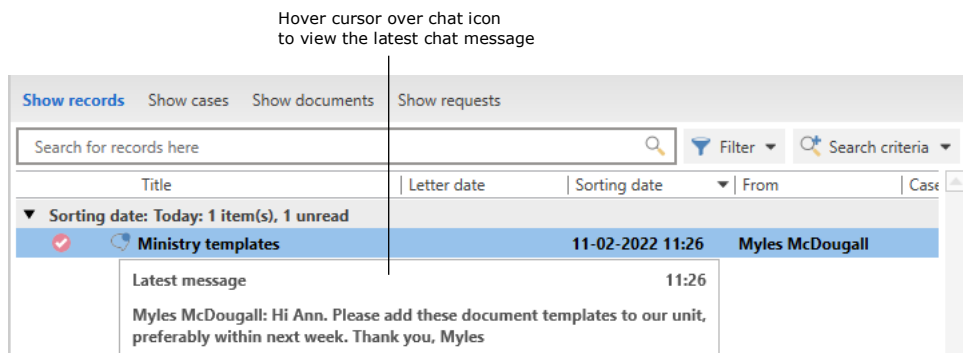 Hover cursor over chat icon
to view the latest chat message
Show records Show cases Show documents Show requests
Search for records here Filter Search criteria
Title Letter date Sorting date From Case
Sorting date: Today: 1 item(s), 1 unread
Ministry templates 11-02-2022 11:26 Myles McDougall
Latest message 11:26
Myles McDougall: Hi Ann. Please add these document templates to our unit,
preferably within next week. Thank you, Myles